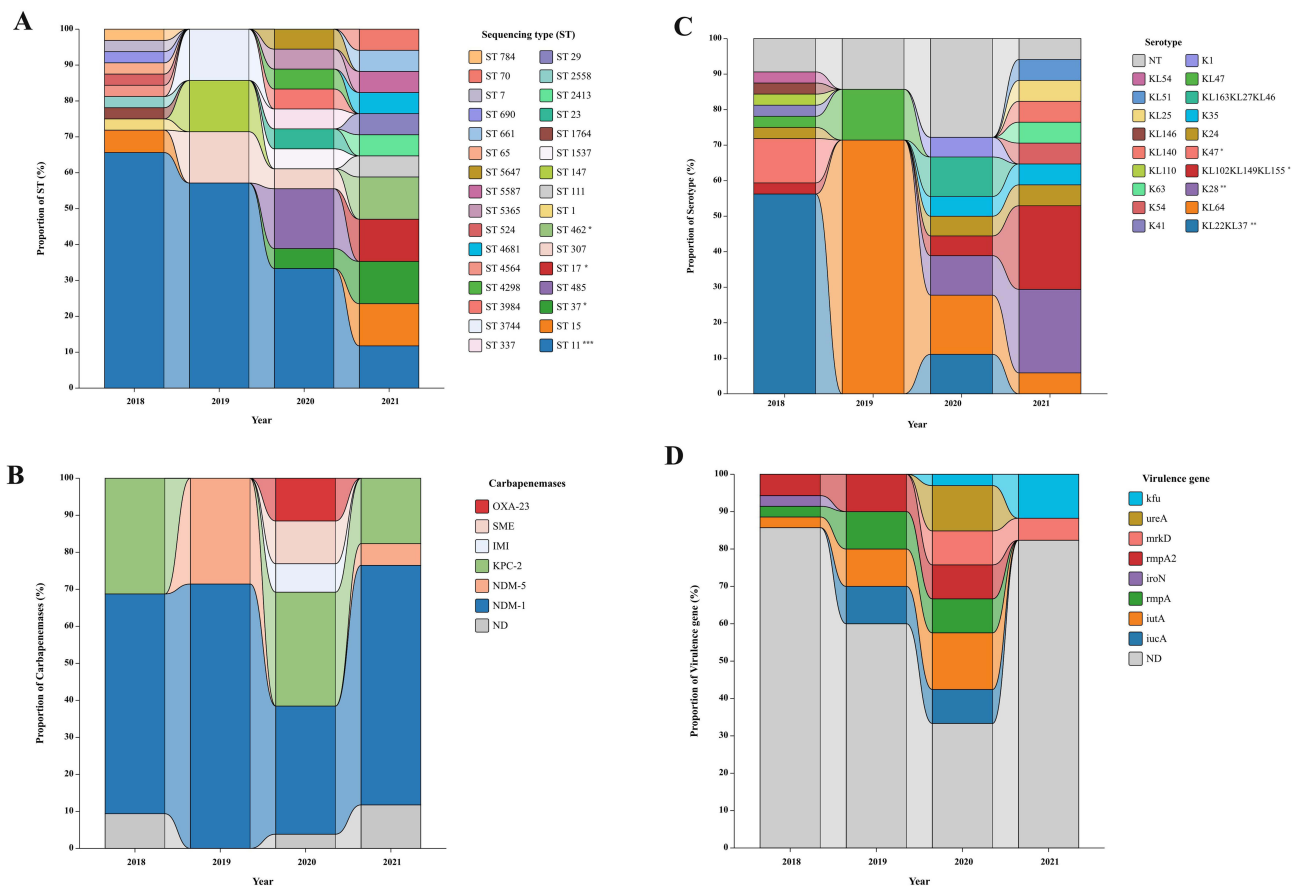 A
Proportion of ST (%)
100
90
80
70
60
50
40
30
20
10
0
2018 2019 2020 2021
Year
Sequencing type (ST)
ST 784 ST 29
ST 70 ST 2558
ST 7 ST 2413
ST 690 ST 23
ST 661 ST 1764
ST 65 ST 1537
ST 5647 ST 147
ST 5587 ST 111
ST 5365 ST 1
ST 524 ST 462 *
ST 4681 ST 307
ST 4564 ST 17 *
ST 4298 ST 485
ST 3984 ST 37 *
ST 3744 ST 15
ST 337 ST 11 ***
C
Proportion of Serotype (%)
100
90
80
70
60
50
40
30
20
10
0
2018 2019 2020 2021
Year
Serotype
NT K1
KL54 KL47
KL51 KL163KL27KL46
KL25 K35
KL146 K24
KL140 K47 *
KL110 KL102KL149KL155 *
K63 K28 **
K54 KL64
K41 KL22KL37 **
B
Proportion of Carbapenemases (%)
100
90
80
70
60
50
40
30
20
10
0
2018 2019 2020 2021
Year
Carbapenemases
OXA-23
SME
IMI
KPC-2
NDM-5
NDM-1
ND
D
Proportion of Virulence gene (%)
100
90
80
70
60
50
40
30
20
10
0
2018 2019 2020 2021
Year
Virulence gene
kfu
ureA
mrkD
rmpA2
iroN
rmpA
iutA
iucA
ND